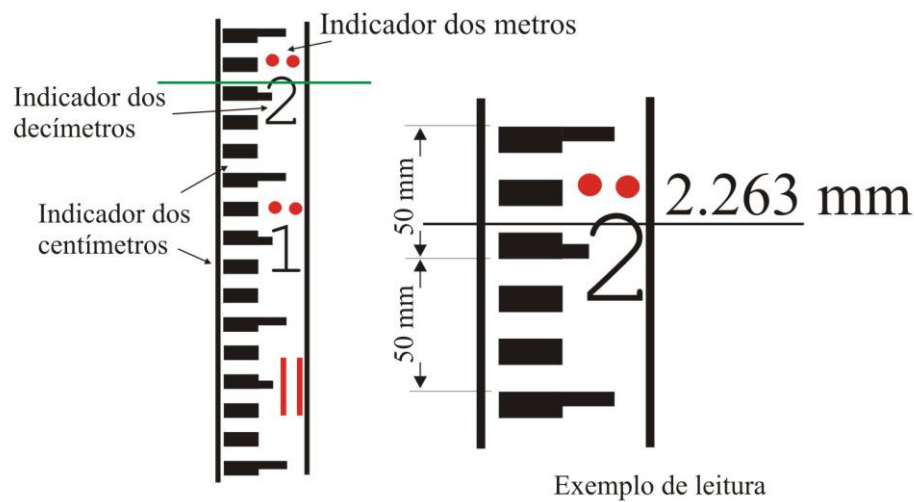 Indicador dos metros
2
Indicador dos
decímetros
Indicador dos
centímetros
1
||
50 mm
50 mm
2
2.263 mm
Exemplo de leitura